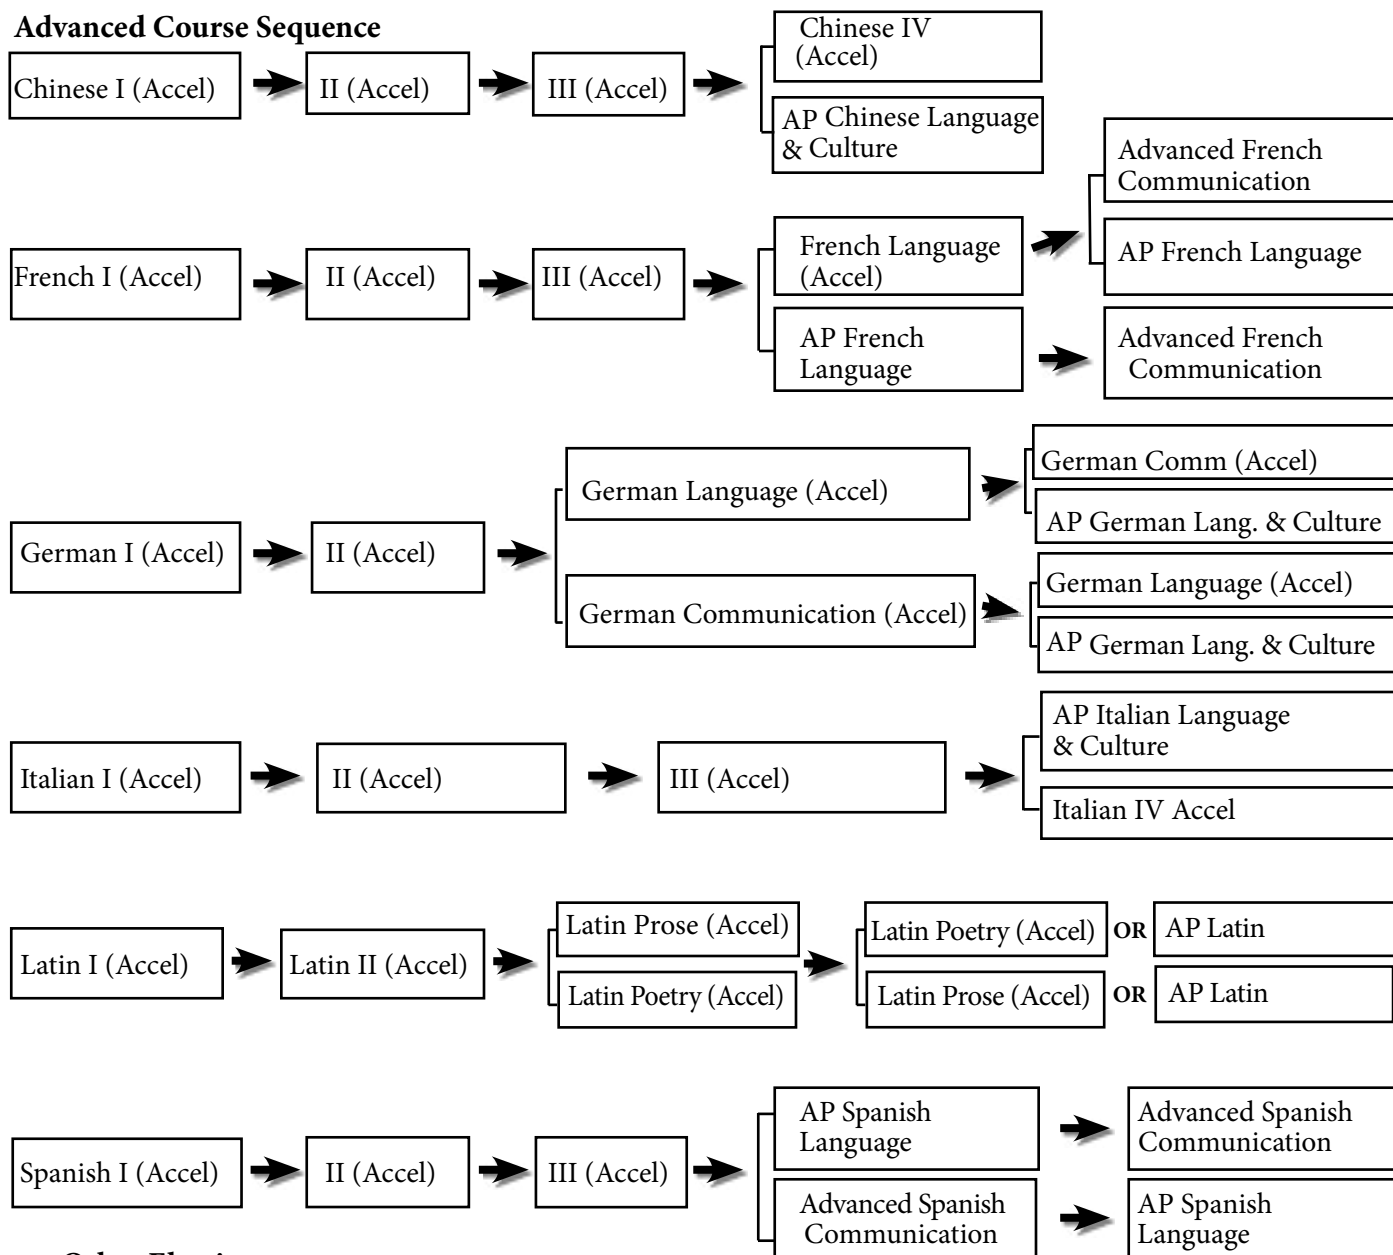 Advanced Course Sequence
Chinese I (Accel)
II (Accel)
III (Accel)
Chinese IV
(Accel)
AP Chinese Language
& Culture
French I (Accel)
II (Accel)
III (Accel)
French Language
(Accel)
AP French
Language
Advanced French
Communication
AP French Language
Advanced French
Communication
German I (Accel)
II (Accel)
German Language (Accel)
German Communication (Accel)
German Comm (Accel)
AP German Lang. & Culture
German Language (Accel)
AP German Lang. & Culture
Italian I (Accel)
II (Accel)
III (Accel)
AP Italian Language
& Culture
Italian IV Accel
Latin I (Accel)
Latin II (Accel)
Latin Prose (Accel)
Latin Poetry (Accel)
Latin Poetry (Accel) OR AP Latin
Latin Prose (Accel) OR AP Latin
Spanish I (Accel)
II (Accel)
III (Accel)
AP Spanish
Language
Advanced Spanish
Communication
Advanced Spanish
Communication
AP Spanish
Language